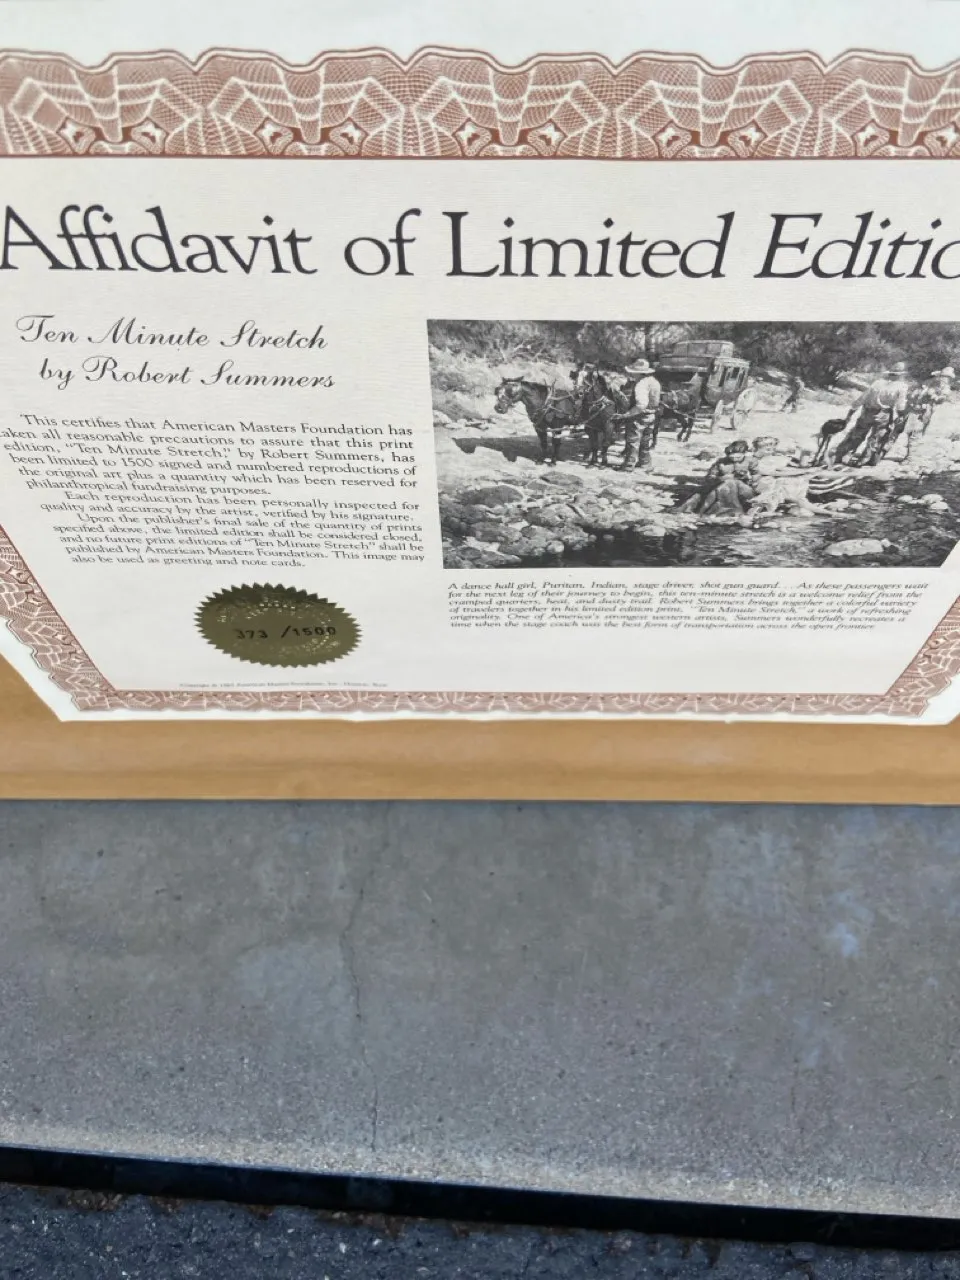 Affidavit of Limited Editio
Ten Minute Stretch
by Robert Summers
This certifies that American Masters Foundation has
taken all reasonable precautions to assure that this print
edition, "Ten Minute Stretch," by Robert Summers, has
been limited to 1500 signed and numbered reproductions of
the original art plus a quantity which has been reserved for
philanthropical fundraising purposes.
Each reproduction has been personally inspected for
quality and accuracy by the artist, verified by his signature.
Upon the publisher's final sale of the quantity of prints
specified above, the limited edition shall be considered closed,
and no future print editions of "Ten Minute Stretch" shall be
published by American Masters Foundation. This image may
also be used as greeting and note cards.
373 /1500
A dance hall girl, Puritan, Indian, stage driver, shot gun guard. . . As these passengers wait
for the next leg of their journey to begin, this ten-minute stretch is a welcome relief from the
cramped quarters, heat, and dusty trail. Robert Summers brings together a colorful variety
of travelers together in his limited edition print, "Ten Minute Stretch," a work of refreshing
originality. One of America's strongest western artists, Summers wonderfully recreates a
time when the stage coach was the best form of transportation across the open frontier.